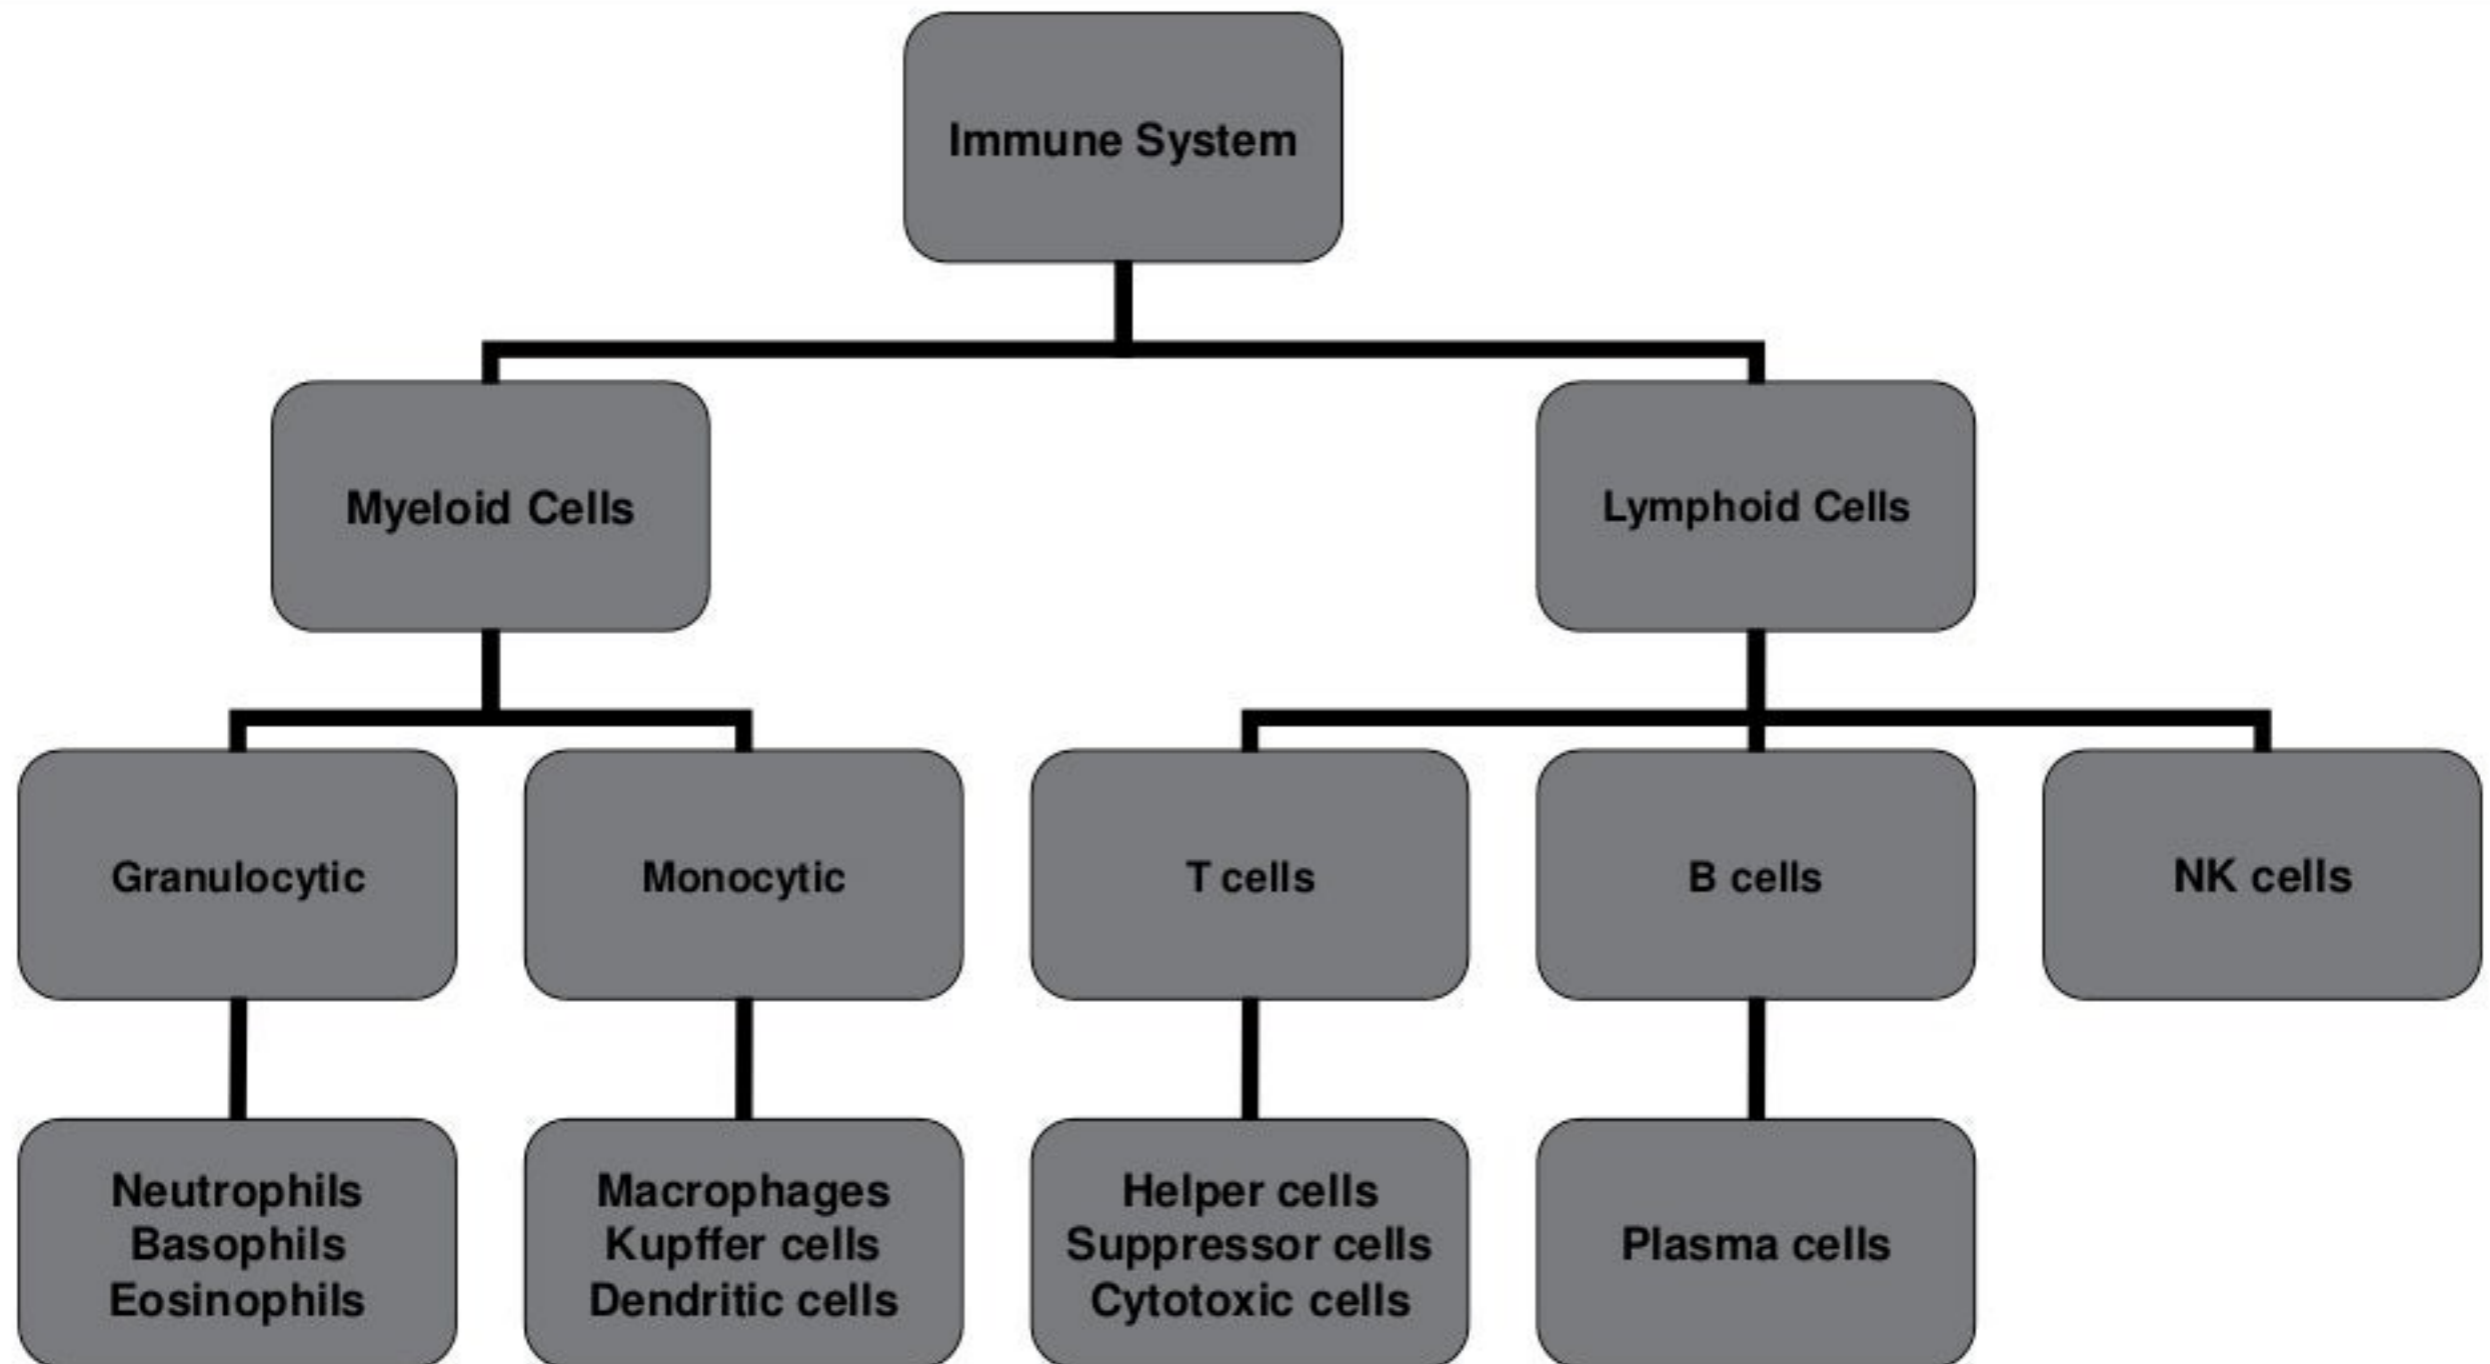 Immune System
Myeloid Cells
Lymphoid Cells
Granulocytic
Monocytic
T cells
B cells
NK cells
Neutrophils
Basophils
Eosinophils
Macrophages
Kupffer cells
Dendritic cells
Helper cells
Suppressor cells
Cytotoxic cells
Plasma cells